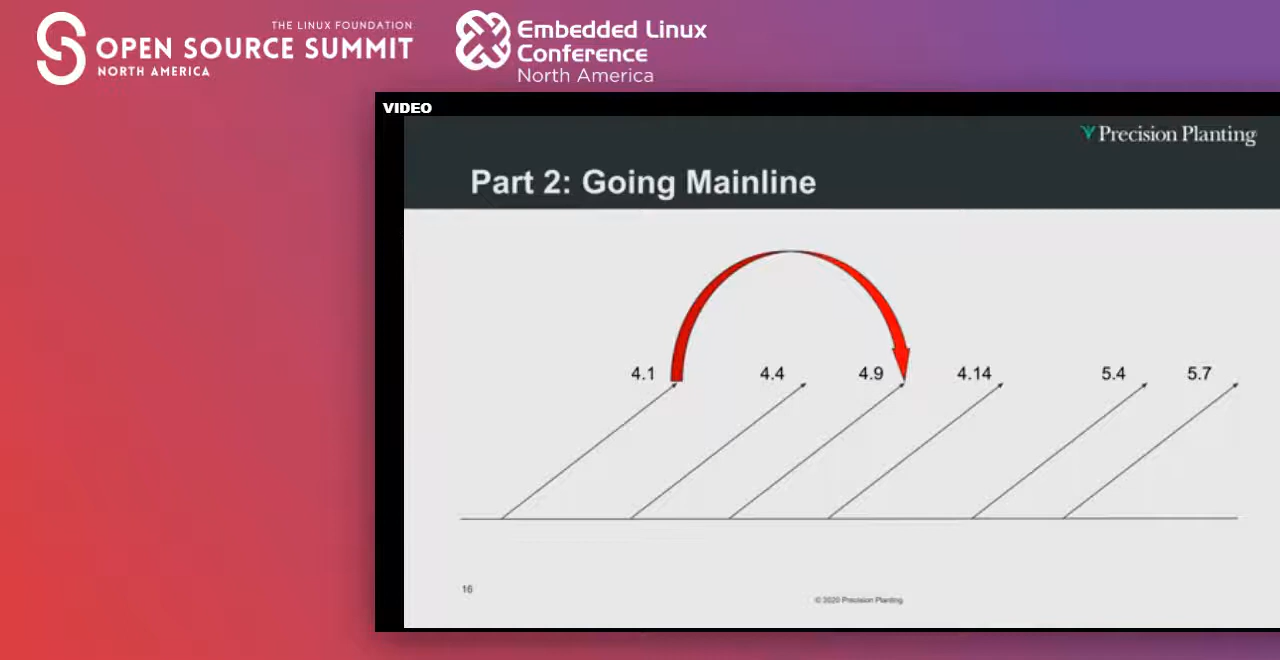 THE LINUX FOUNDATION
OPEN SOURCE SUMMIT
NORTH AMERICA
Embedded Linux
Conference
North America
VIDEO
Precision Planting
Part 2: Going Mainline
4.1 4.4 4.9 4.14 5.4 5.7
16
© 2020 Precision Planting